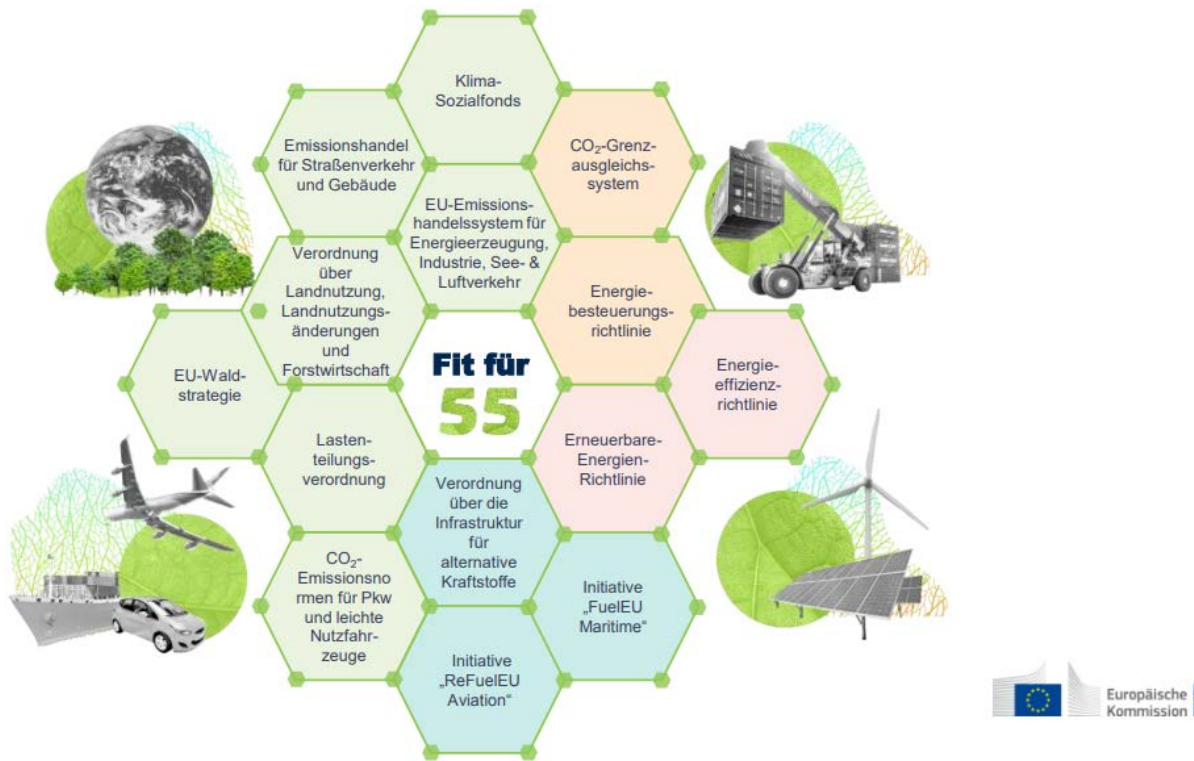 Klima-
Sozialfonds
Emissionshandel
für Straßenverkehr
und Gebäude
CO₂-Grenz-
ausgleichs-
system
EU-Emissions-
handelssystem für
Energieerzeugung,
Industrie, See- &
Luftverkehr
Verordnung
über
Landnutzung,
Landnutzungs-
änderungen
und
Forstwirtschaft
Energie-
besteuerungs-
richtlinie
EU-Wald-
strategie
Fit für
55
Energie-
effizienz-
richtlinie
Lasten-
teilungs-
verordnung
Erneuerbare-
Energien-
Richtlinie
Verordnung
über die
Infrastruktur
für
alternative
Kraftstoffe
CO₂-
Emissionsno
rmen für Pkw
und leichte
Nutzfahr-
zeuge
Initiative
„FuelEU
Maritime“
Initiative
„ReFuelEU
Aviation“
Europäische
Kommission